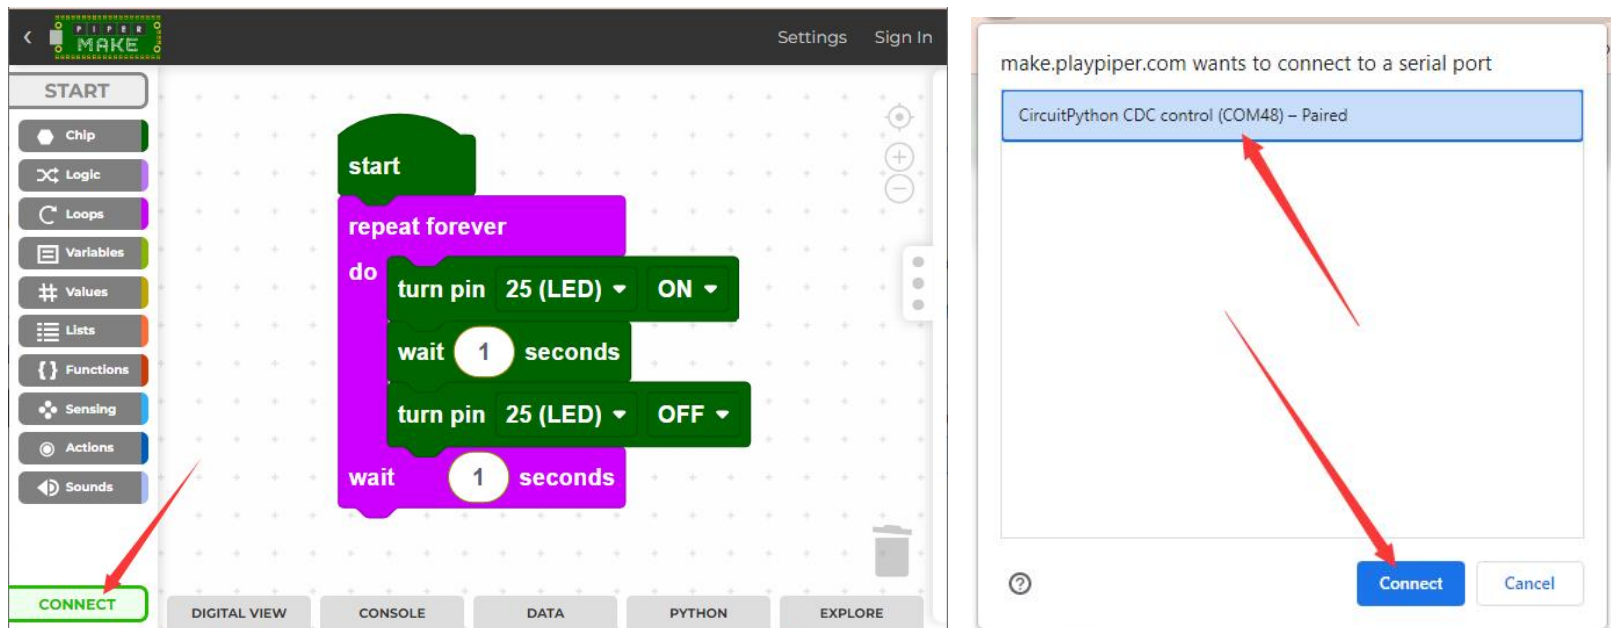 PIPER
MAKE
Settings Sign In
START
Chip
Logic
Loops
Variables
Values
Lists
Functions
Sensing
Actions
Sounds
CONNECT
start
repeat forever
do
turn pin 25 (LED) ON
wait 1 seconds
turn pin 25 (LED) OFF
wait 1 seconds
DIGITAL VIEW CONSOLE DATA PYTHON EXPLORE
make.playpiper.com wants to connect to a serial port
CircuitPython CDC control (COM48) – Paired
Connect Cancel